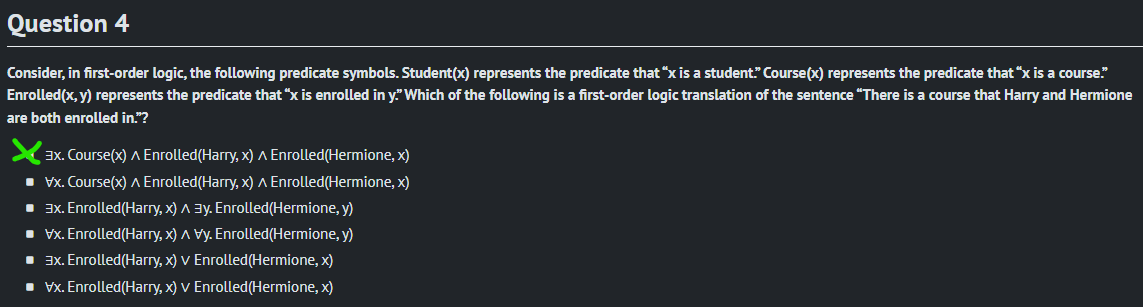 Question 4
Consider, in first-order logic, the following predicate symbols. Student(x) represents the predicate that “x is a student.” Course(x) represents the predicate that “x is a course.”
Enrolled(x, y) represents the predicate that “x is enrolled in y.” Which of the following is a first-order logic translation of the sentence “There is a course that Harry and Hermione
are both enrolled in.”?
∃x. Course(x) ∧ Enrolled(Harry, x) ∧ Enrolled(Hermione, x)
∀x. Course(x) ∧ Enrolled(Harry, x) ∧ Enrolled(Hermione, x)
∃x. Enrolled(Harry, x) ∧ ∃y. Enrolled(Hermione, y)
∀x. Enrolled(Harry, x) ∧ ∀y. Enrolled(Hermione, y)
∃x. Enrolled(Harry, x) ∨ Enrolled(Hermione, x)
∀x. Enrolled(Harry, x) ∨ Enrolled(Hermione, x)